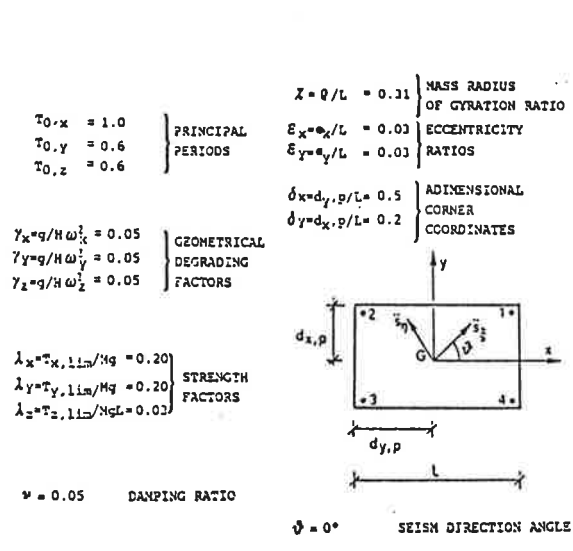 T₀,x = 1.0
T₀,y = 0.6
T₀,z = 0.6
PRINCIPAL
PERIODS
γx=g/Hω²x = 0.05
γy=g/Hω²y = 0.05
γz=g/Hω²z = 0.05
GEOMETRICAL
DEGRADING
FACTORS
λx=Tx,lim/Mg = 0.20
λy=Ty,lim/Mg = 0.20
λz=Tz,lim/MgL = 0.03
STRENGTH
FACTORS
ν = 0.05 DAMPING RATIO
χ = ρ/L = 0.31
MASS RADIUS
OF GYRATION RATIO
εx=ex/L = 0.03
εy=ey/L = 0.03
ECCENTRICITY
RATIOS
δx=dy,p/L= 0.5
δy=dx,p/L= 0.2
ADIMENSIONAL
CORNER
COORDINATES
y
2
1
s̈η
s̈ξ
dx,p
G
ϑ
x
3
4
dy,p
L
ϑ = 0° SEISM DIRECTION ANGLE